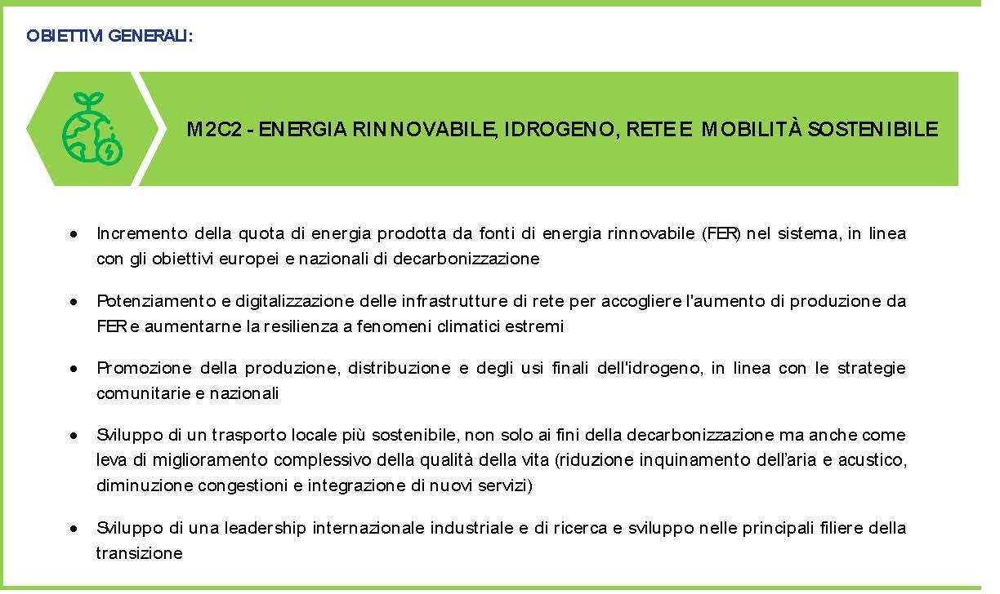 OBIETTIVI GENERALI:
M2C2 - ENERGIA RINNOVABILE, IDROGENO, RETE E MOBILITÀ SOSTENIBILE
• Incremento della quota di energia prodotta da fonti di energia rinnovabile (FER) nel sistema, in linea
con gli obiettivi europei e nazionali di decarbonizzazione
• Potenziamento e digitalizzazione delle infrastrutture di rete per accogliere l'aumento di produzione da
FER e aumentarne la resilienza a fenomeni climatici estremi
• Promozione della produzione, distribuzione e degli usi finali dell'idrogeno, in linea con le strategie
comunitarie e nazionali
• Sviluppo di un trasporto locale più sostenibile, non solo ai fini della decarbonizzazione ma anche come
leva di miglioramento complessivo della qualità della vita (riduzione inquinamento dell’aria e acustico,
diminuzione congestioni e integrazione di nuovi servizi)
• Sviluppo di una leadership internazionale industriale e di ricerca e sviluppo nelle principali filiere della
transizione